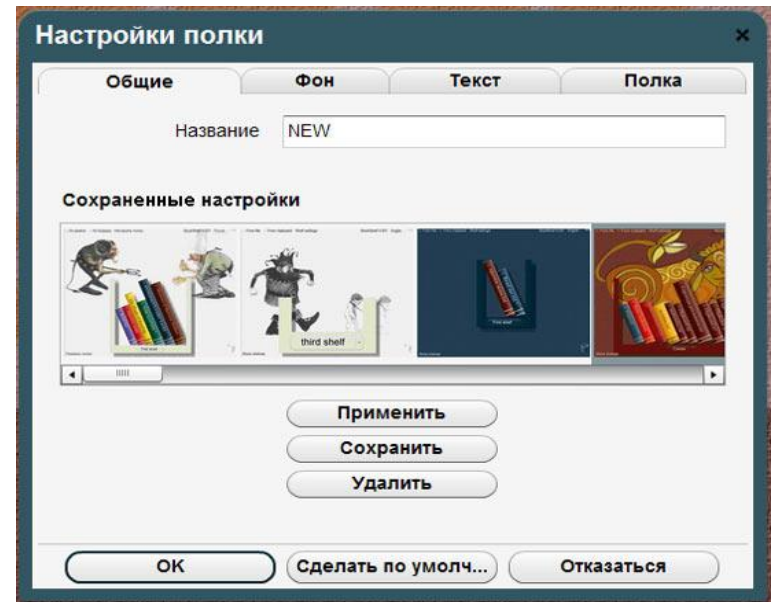 Настройки полки
Общие
Фон
Текст
Полка
Название
NEW
Сохраненные настройки
third shelf
Применить
Сохранить
Удалить
OK
Сделать по умолч...
Отказаться